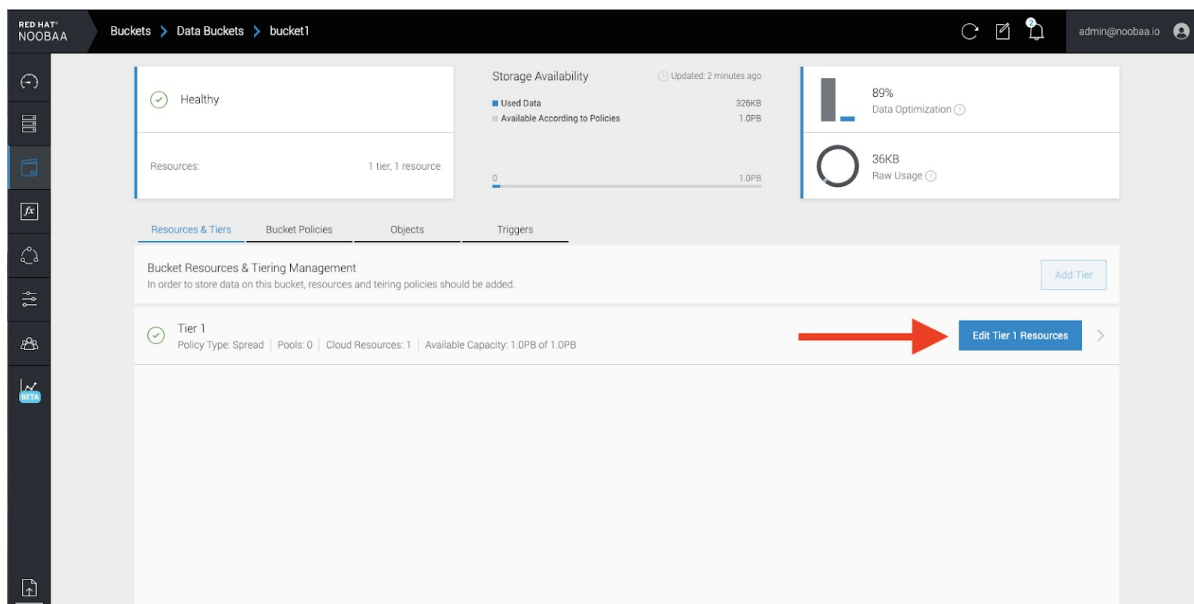 RED HAT®
NOOBAA
Buckets > Data Buckets > bucket1
2
admin@noobaa.io
Healthy
Resources: 1 tier, 1 resource
Storage Availability
Updated: 2 minutes ago
Used Data 326KB
Available According to Policies 1.0PB
0 1.0PB
89%
Data Optimization ?
36KB
Raw Usage ?
fx
Resources & Tiers Bucket Policies Objects Triggers
Bucket Resources & Tiering Management
In order to store data on this bucket, resources and teiring policies should be added.
Add Tier
Tier 1
Policy Type: Spread | Pools: 0 | Cloud Resources: 1 | Available Capacity: 1.0PB of 1.0PB
Edit Tier 1 Resources
BETA